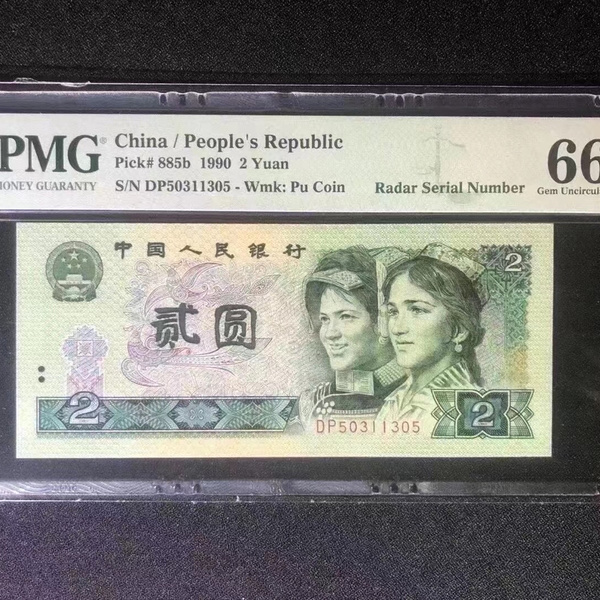 PMG
MONEY GUARANTY
China / People's Republic
Pick# 885b 1990 2 Yuan
S/N DP50311305 - Wmk: Pu Coin
Radar Serial Number
66
Gem Uncircul
中国人民银行
贰圆
2
2
2
DP50311305